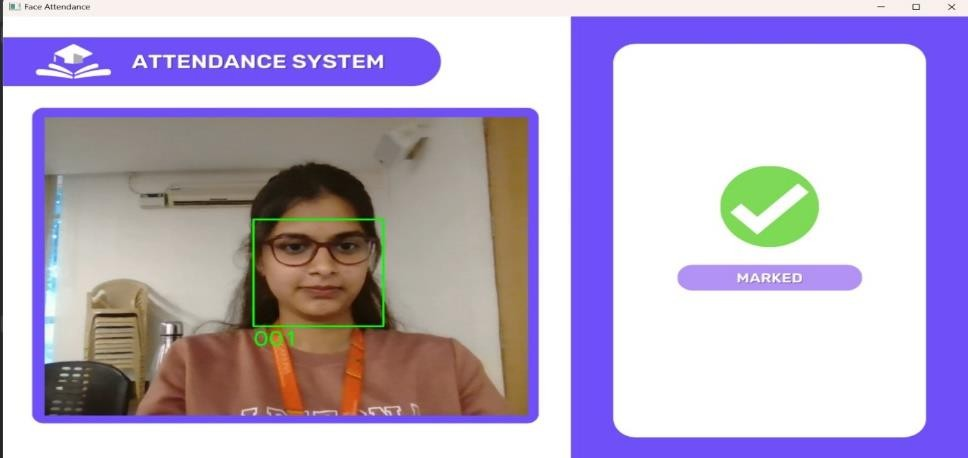 Face Attendance
ATTENDANCE SYSTEM
MARKED
001